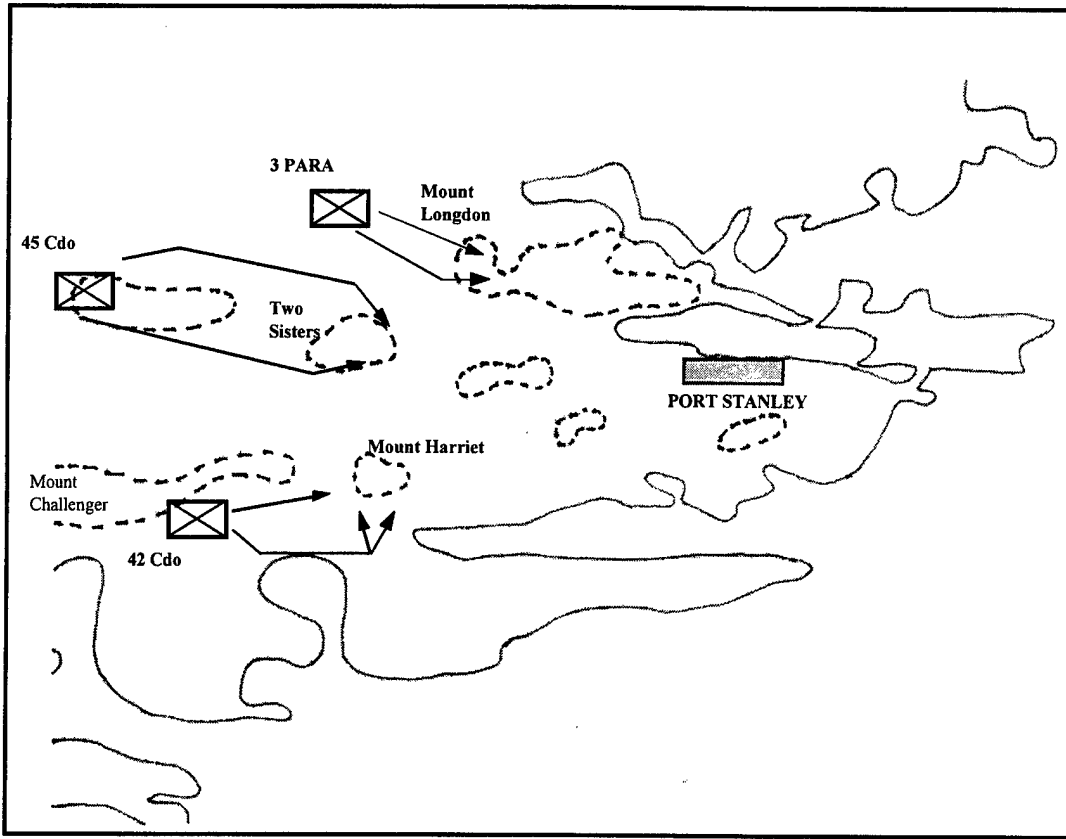 3 PARA
Mount
Longdon
45 Cdo
Two
Sisters
PORT STANLEY
Mount Harriet
Mount
Challenger
42 Cdo